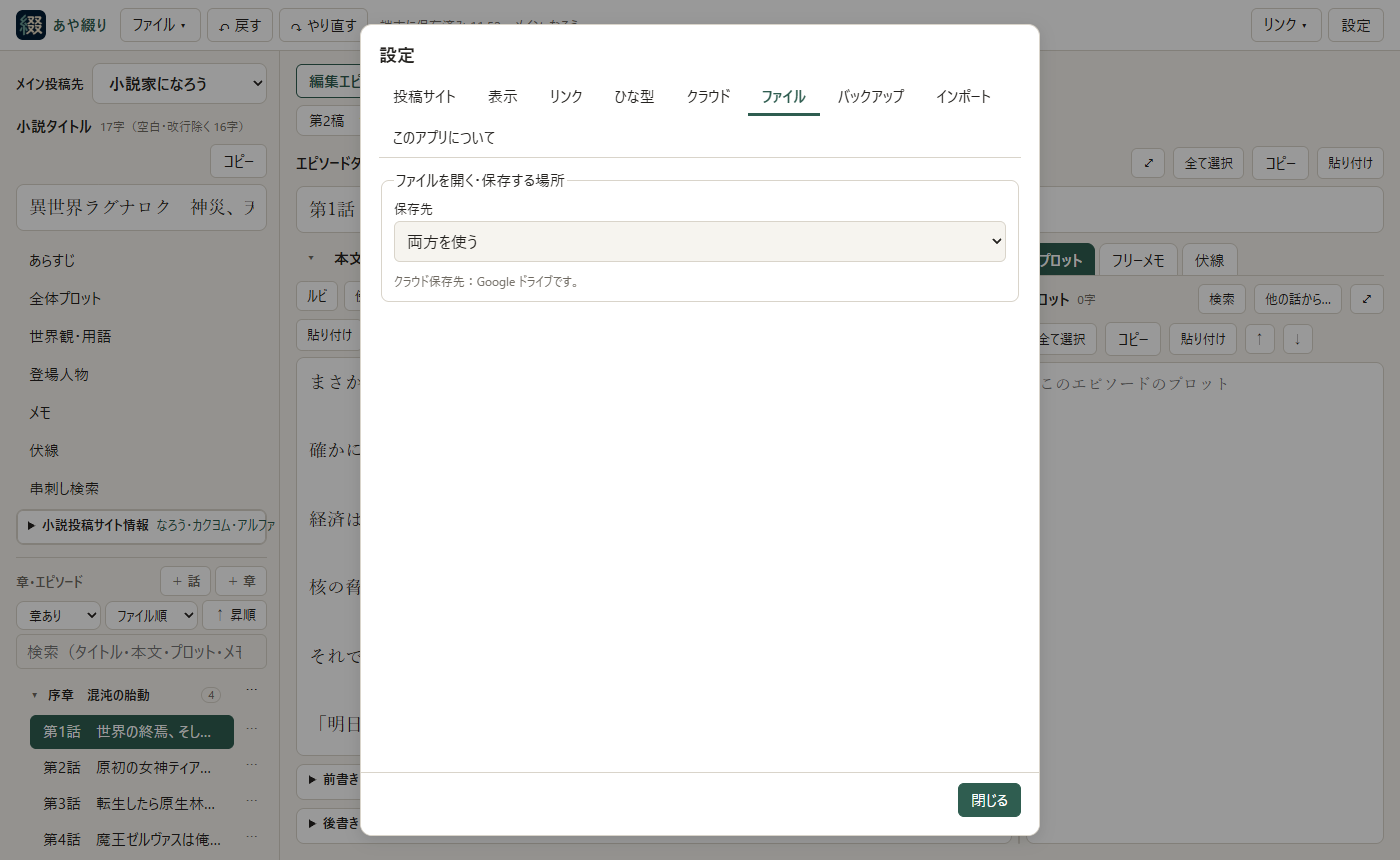 綴 あや綴り ファイル ▾ ↶ 戻す ↷ やり直す
リンク ▾ 設定
メイン投稿先 小説家になろう
小説タイトル 17字（空白・改行除く16字）
コピー
異世界ラグナロク　神災、
あらすじ
全体プロット
世界観・用語
登場人物
メモ
伏線
串刺し検索
▶ 小説投稿サイト情報 なろう・カクヨム・アルファ
章・エピソード ＋ 話 ＋ 章
章あり ファイル順 ↑ 昇順
検索（タイトル・本文・プロット・メモ
▾ 序章　混沌の胎動 4 …
第1話　世界の終焉、そし... …
第2話　原初の女神ティア... …
第3話　転生したら原生林... …
第4話　魔王ゼルヴァスは俺... …
編集エピ
第2稿
エピソードタ
⤢ 全て選択 コピー 貼り付け
第1話
▾ 本文
ルビ
貼り付け
まさか
確かに
経済は
核の脅
それで
「明日
▶ 前書き
▶ 後書き
設定
投稿サイト 表示 リンク ひな型 クラウド ファイル バックアップ インポート
このアプリについて
ファイルを開く・保存する場所
保存先
両方を使う
クラウド保存先：Google ドライブです。
閉じる
プロット フリーメモ 伏線
ロット 0字 検索 他の話から... ⤢
全て選択 コピー 貼り付け ↑ ↓
このエピソードのプロット